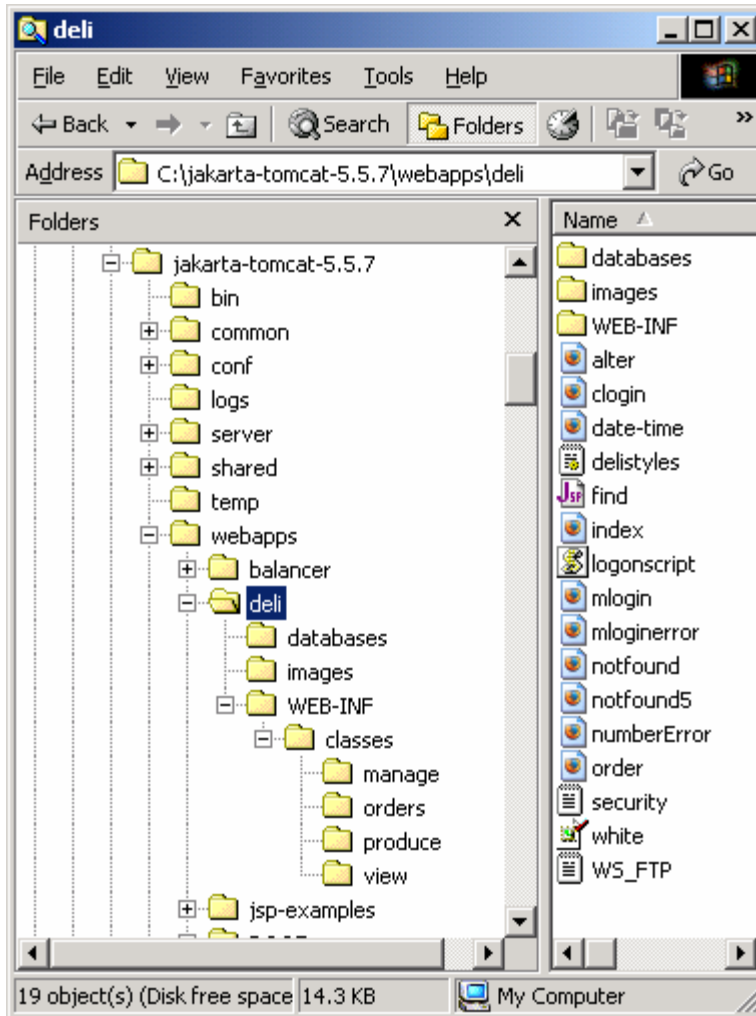 deli
File Edit View Favorites Tools Help
Back Search Folders »
Address C:\jakarta-tomcat-5.5.7\webapps\deli Go
Folders
jakarta-tomcat-5.5.7
bin
common
conf
logs
server
shared
temp
webapps
balancer
deli
databases
images
WEB-INF
classes
manage
orders
produce
view
jsp-examples
Name
databases
images
WEB-INF
alter
clogin
date-time
delistyles
find
index
logonscript
mlogin
mloginerror
notfound
notfound5
numberError
order
security
white
WS_FTP
19 object(s) (Disk free space 14.3 KB My Computer